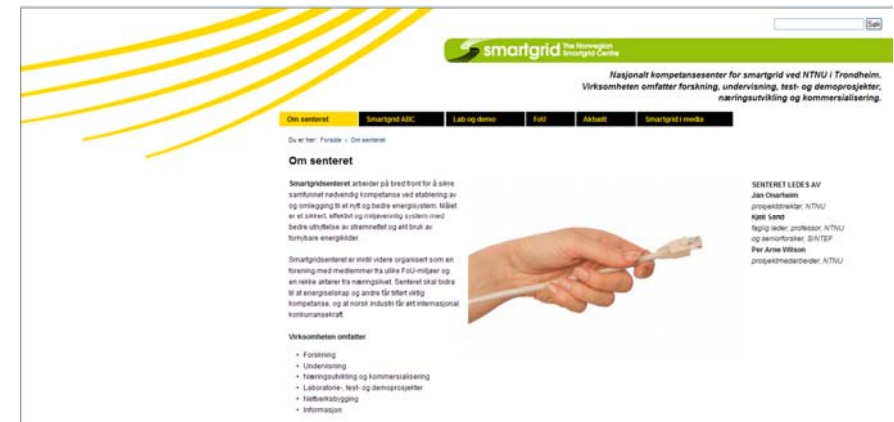 Søk
smartgrid The Norwegian
Smartgrid Centre
Nasjonalt kompetansesenter for smartgrid ved NTNU i Trondheim.
Virksomheten omfatter forskning, undervisning, test- og demoprosjekter,
næringsutvikling og kommersialisering.
Om senteret Smartgrid ABC Lab og demo FoU Aktuelt Smartgrid i media
Du er her: Forside » Om senteret
Om senteret
Smartgridsenteret arbeider på bred front for å sikre
samfunnet nødvendig kompetanse ved etablering av
og omlegging til et nytt og bedre energisystem. Målet
er et sikkert, effektivt og miljøvennlig system med
bedre utnyttelse av strømnettet og økt bruk av
fornybare energikilder.
Smartgridsenteret er inntil videre organisert som en
forening med medlemmer fra ulike FoU-miljøer og
en rekke aktører fra næringslivet. Senteret skal bidra
til at energiselskap og andre får tilført viktig
kompetanse, og at norsk industri får økt internasjonal
konkurransekraft.
Virksomheten omfatter
• Forskning
• Undervisning
• Næringsutvikling og kommersialisering
• Laboratorie-, test- og demoprosjekter
• Nettverksbygging
• Informasjon
SENTERET LEDES AV
Jan Onarheim
prosjektdirektør, NTNU
Kjell Sand
faglig leder, professor, NTNU
og seniorforsker, SINTEF
Per Arne Wilson
prosjektmedarbeider, NTNU